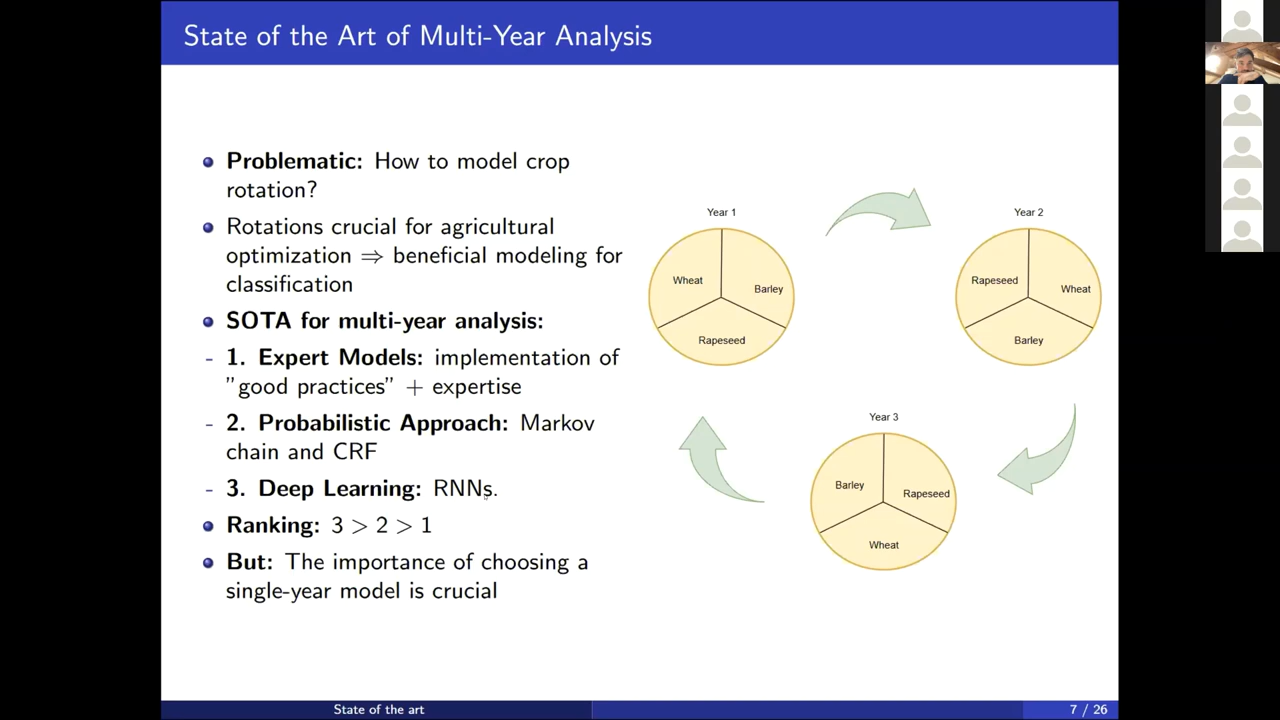 State of the Art of Multi-Year Analysis
Problematic: How to model crop
rotation?
Rotations crucial for agricultural
optimization ⇒ beneficial modeling for
classification
SOTA for multi-year analysis:
- 1. Expert Models: implementation of
"good practices" + expertise
- 2. Probabilistic Approach: Markov
chain and CRF
- 3. Deep Learning: RNNs.
Ranking: 3 > 2 > 1
But: The importance of choosing a
single-year model is crucial
Year 1
Wheat
Barley
Rapeseed
Year 2
Rapeseed
Wheat
Barley
Year 3
Barley
Rapeseed
Wheat
State of the art
7 / 26